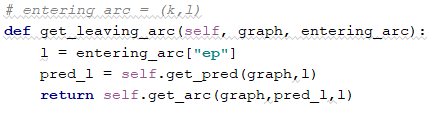 # entering arc = (k,l)
def get_leaving_arc(self, graph, entering_arc):
    l = entering_arc["ep"]
    pred_l = self.get_pred(graph,l)
    return self.get_arc(graph,pred_l,l)